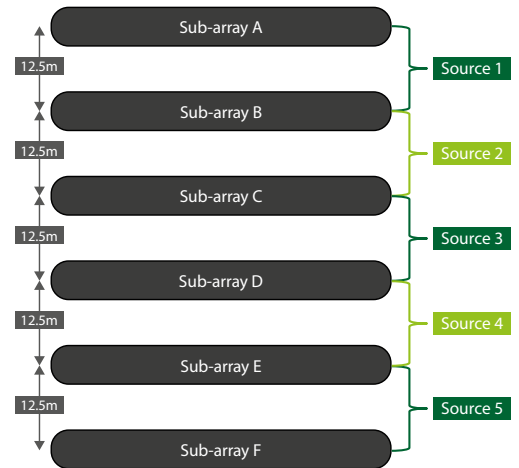 Sub-array A
12.5m
Source 1
Sub-array B
12.5m
Source 2
Sub-array C
12.5m
Source 3
Sub-array D
12.5m
Source 4
Sub-array E
12.5m
Source 5
Sub-array F